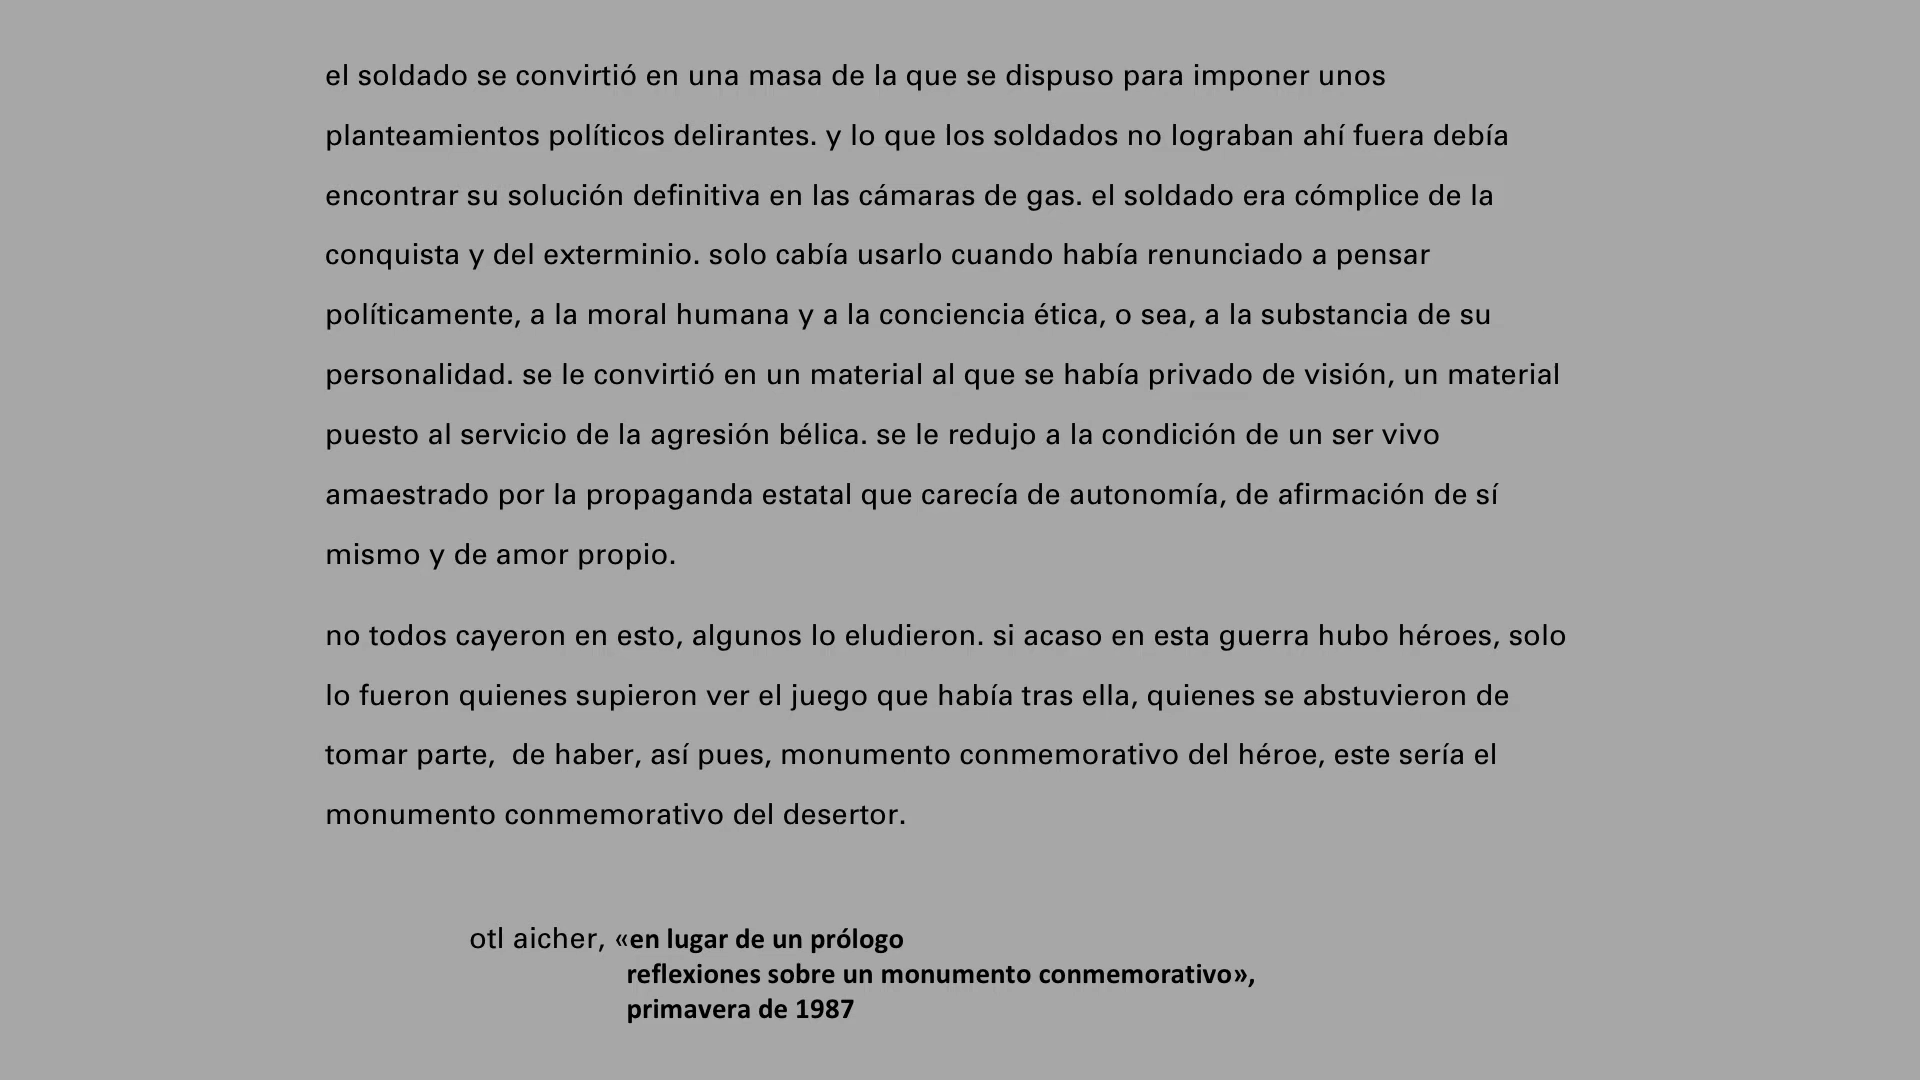 el soldado se convirtió en una masa de la que se dispuso para imponer unos
planteamientos políticos delirantes. y lo que los soldados no lograban ahí fuera debía
encontrar su solución definitiva en las cámaras de gas. el soldado era cómplice de la
conquista y del exterminio. solo cabía usarlo cuando había renunciado a pensar
políticamente, a la moral humana y a la conciencia ética, o sea, a la substancia de su
personalidad. se le convirtió en un material al que se había privado de visión, un material
puesto al servicio de la agresión bélica. se le redujo a la condición de un ser vivo
amaestrado por la propaganda estatal que carecía de autonomía, de afirmación de sí
mismo y de amor propio.
no todos cayeron en esto, algunos lo eludieron. si acaso en esta guerra hubo héroes, solo
lo fueron quienes supieron ver el juego que había tras ella, quienes se abstuvieron de
tomar parte,  de haber, así pues, monumento conmemorativo del héroe, este sería el
monumento conmemorativo del desertor.
otl aicher, «en lugar de un prólogo
reflexiones sobre un monumento conmemorativo»,
primavera de 1987